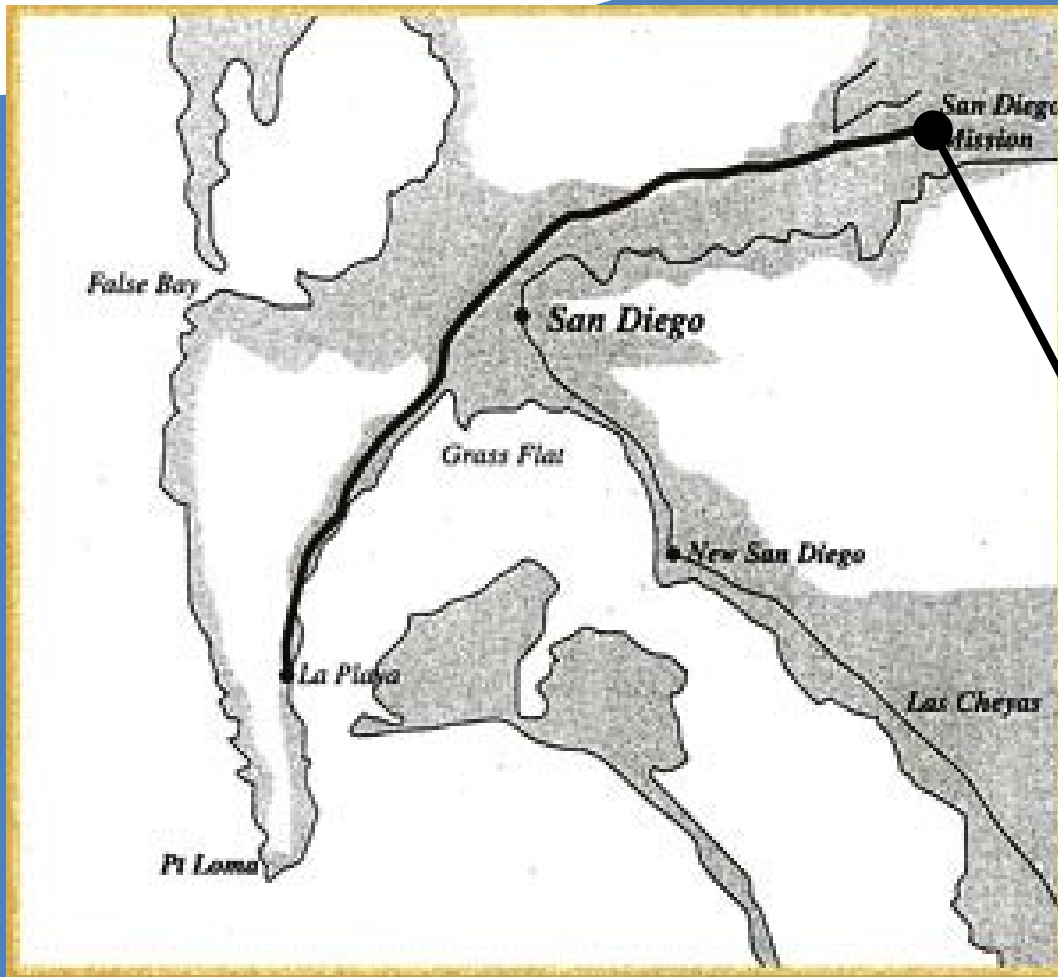 San Diego
Mission
False Bay
San Diego
Grass Flat
New San Diego
La Playa
Las Cheyas
Pt Loma